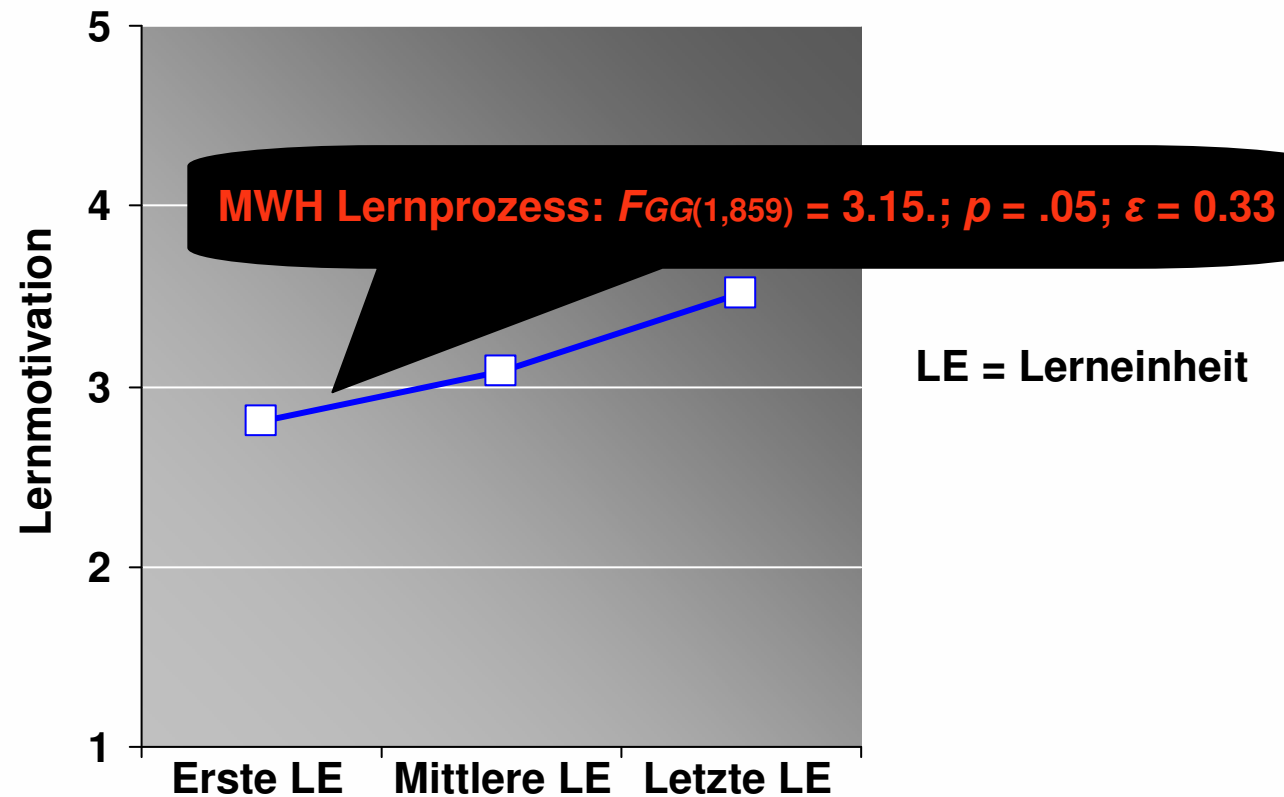 5
MWH Lernprozess: FGG(1,859) = 3.15.; p = .05; ε = 0.33
4
Lernmotivation
LE = Lerneinheit
3
2
1
Erste LE Mittlere LE Letzte LE